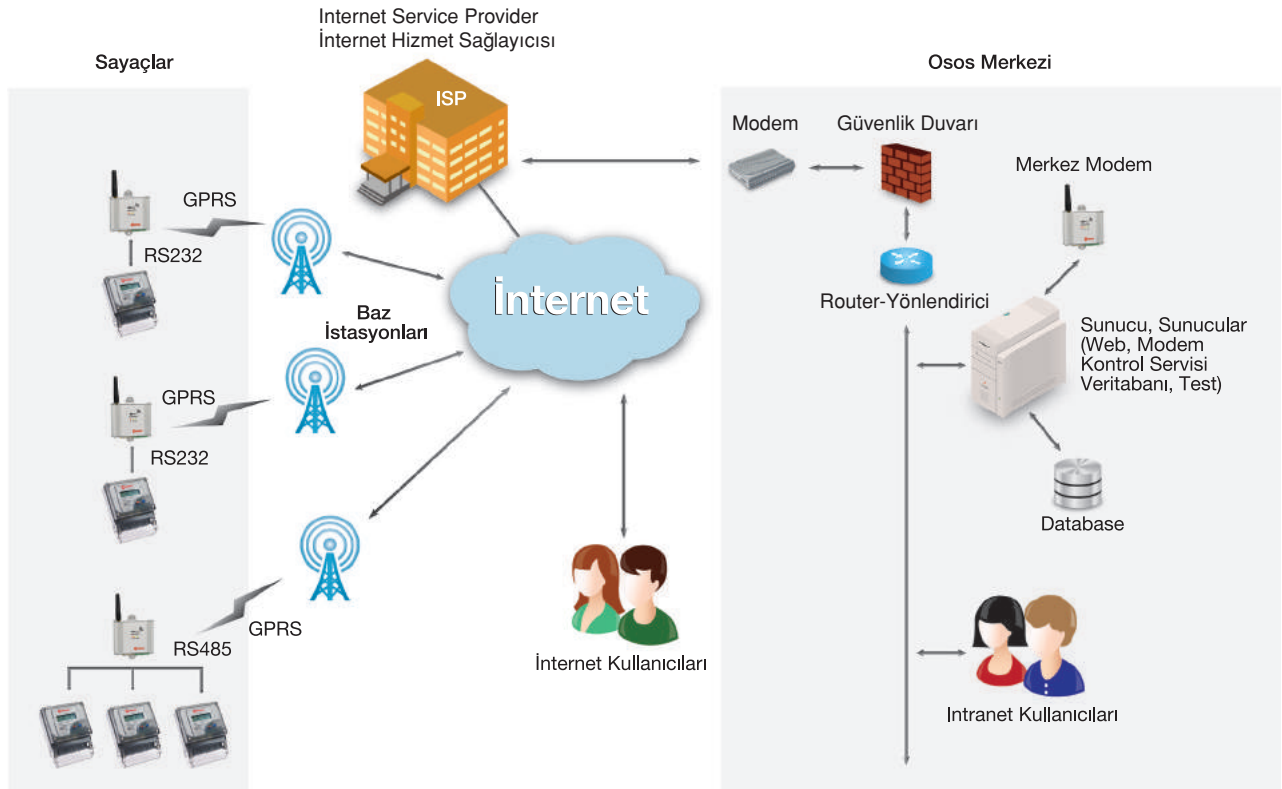 Internet Service Provider
İnternet Hizmet Sağlayıcısı
Sayaçlar
Osos Merkezi
ISP
Modem
Güvenlik Duvarı
Merkez Modem
GPRS
RS232
İnternet
Router-Yönlendirici
Baz
İstasyonları
Sunucu, Sunucular
(Web, Modem
Kontrol Servisi
Veritabanı, Test)
GPRS
RS232
Database
GPRS
RS485
İnternet Kullanıcıları
Intranet Kullanıcıları